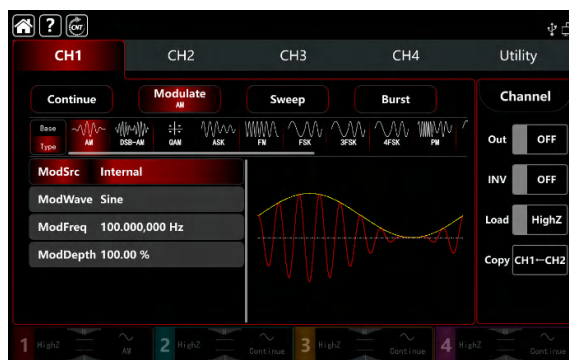 ? CNT
CH1 CH2 CH3 CH4 Utility
Continue Modulate Sweep Burst Channel
AM
Base
Type AM DSB-AM QAM ASK FM FSK 3FSK 4FSK PM
Out OFF
ModSrc Internal
INV OFF
ModWave Sine
ModFreq 100.000,000 Hz
Load HighZ
ModDepth 100.00 %
Copy CH1←CH2
1 HighZ AM 2 HighZ Continue 3 HighZ Continue 4 HighZ Continue